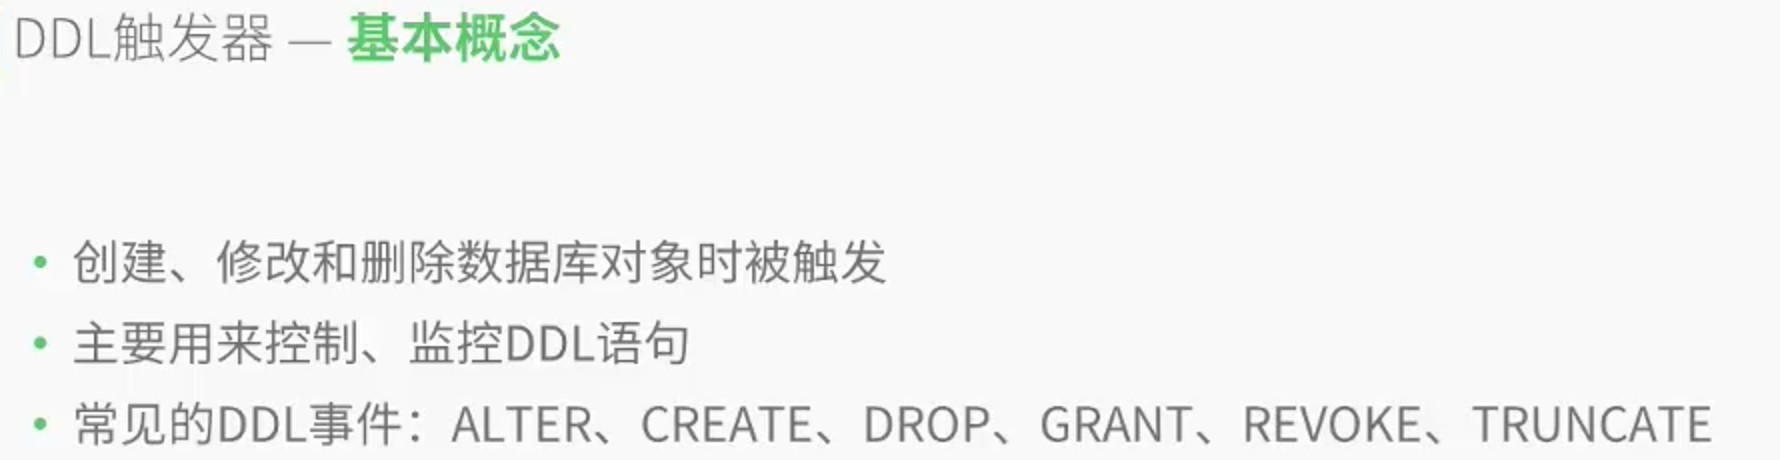 DDL触发器 — 基本概念
• 创建、修改和删除数据库对象时被触发
• 主要用来控制、监控DDL语句
• 常见的DDL事件：ALTER、CREATE、DROP、GRANT、REVOKE、TRUNCATE